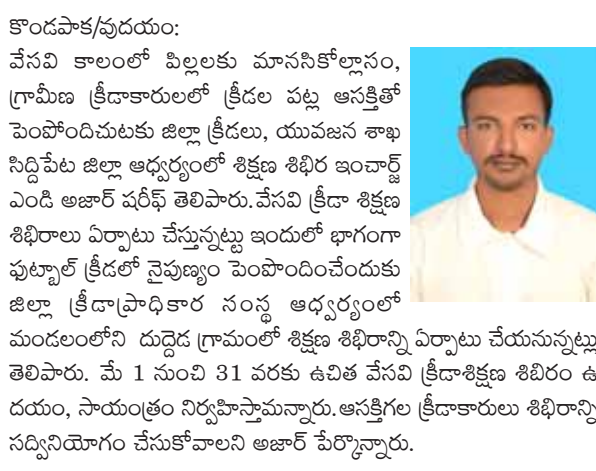 కొండపాక/వుదయం:
వేసవి కాలంలో పిల్లలకు మానసికోల్లాసం,
గ్రామీణ క్రీడాకారులలో క్రీడల పట్ల ఆసక్తితో
పెంపోందిచుటకు జిల్లా క్రీడలు, యువజన శాఖ
సిద్దిపేట జిల్లా ఆధ్వర్యంలో శిక్షణ శిభిర ఇంచార్జ్
ఎండి అజార్ షరీఫ్ తెలిపారు.వేసవి క్రీడా శిక్షణ
శిభిరాలు ఏర్పాటు చేస్తున్నట్టు ఇందులో భాగంగా
ఫుట్బాల్ క్రీడలో నైపుణ్యం పెంపొందించేందుకు
జిల్లా క్రీడాప్రాధికార సంస్థ ఆధ్వర్యంలో
మండలంలోని దుద్దెడ గ్రామంలో శిక్షణ శిభిరాన్ని ఏర్పాటు చేయనున్నట్లు
తెలిపారు. మే 1 నుంచి 31 వరకు ఉచిత వేసవి క్రీడాశిక్షణ శిబిరం ఉ
దయం, సాయంత్రం నిర్వహిస్తామన్నారు.ఆసక్తిగల క్రీడాకారులు శిభిరాన్ని
సద్వినియోగం చేసుకోవాలని అజార్ పేర్కొన్నారు.